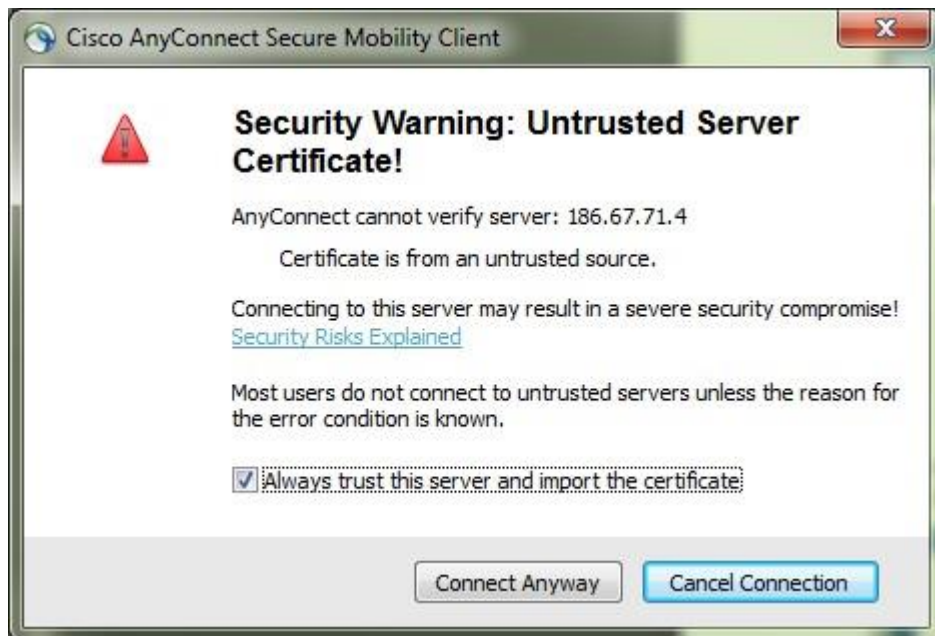 Cisco AnyConnect Secure Mobility Client
Security Warning: Untrusted Server
Certificate!
AnyConnect cannot verify server: 186.67.71.4
Certificate is from an untrusted source.
Connecting to this server may result in a severe security compromise!
Security Risks Explained
Most users do not connect to untrusted servers unless the reason for
the error condition is known.
Always trust this server and import the certificate
Connect Anyway
Cancel Connection